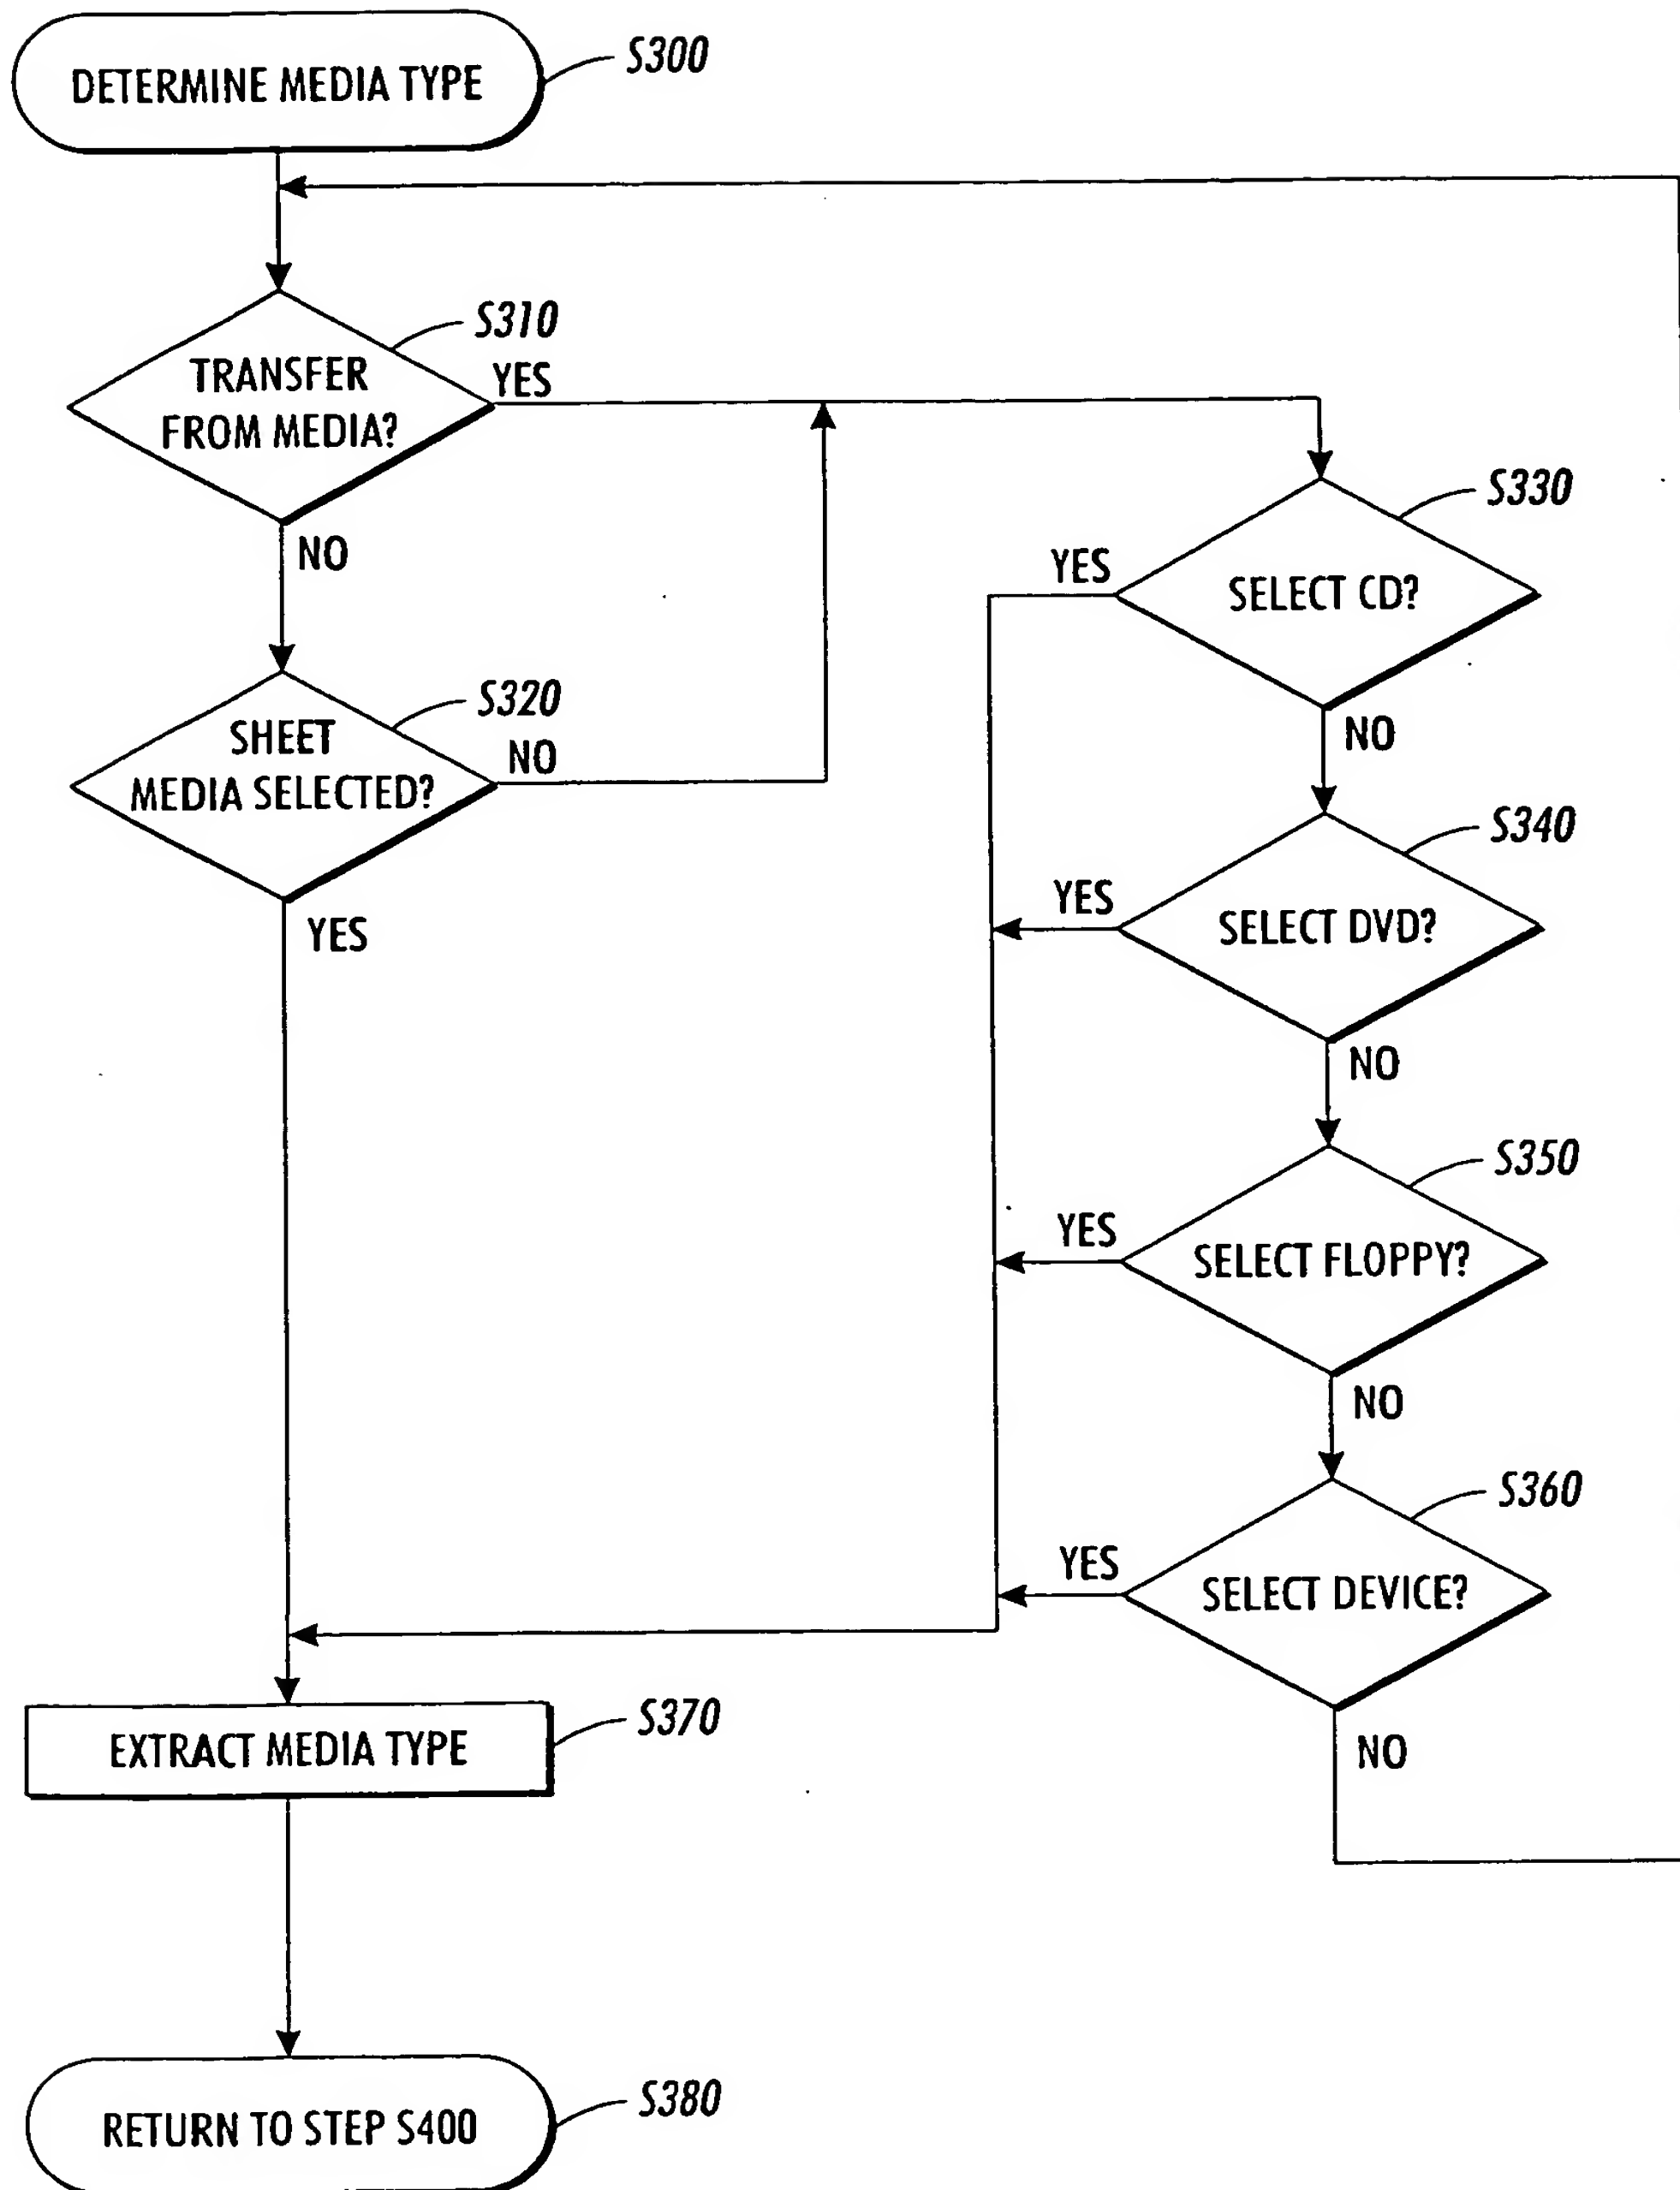 DETERMINE MEDIA TYPE
S300
S310
TRANSFER
FROM MEDIA?
YES
NO
S320
SHEET
MEDIA SELECTED?
NO
YES
S330
SELECT CD?
YES
NO
S340
SELECT DVD?
YES
NO
S350
SELECT FLOPPY?
YES
NO
S360
SELECT DEVICE?
YES
NO
EXTRACT MEDIA TYPE
S370
RETURN TO STEP S400
S380